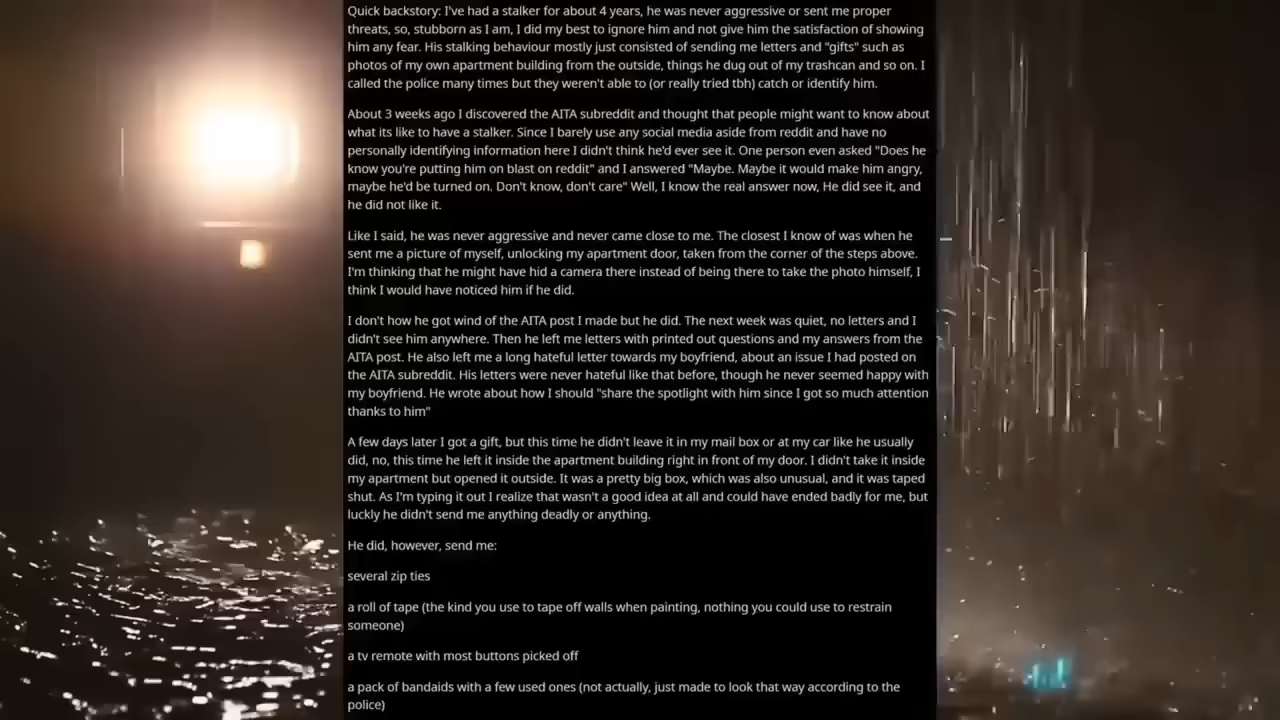 Quick backstory: I've had a stalker for about 4 years, he was never aggressive or sent me proper
threats, so, stubborn as I am, I did my best to ignore him and not give him the satisfaction of showing
him any fear. His stalking behaviour mostly just consisted of sending me letters and "gifts" such as
photos of my own apartment building from the outside, things he dug out of my trashcan and so on. I
called the police many times but they weren't able to (or really tried tbh) catch or identify him.
About 3 weeks ago I discovered the AITA subreddit and thought that people might want to know about
what its like to have a stalker. Since I barely use any social media aside from reddit and have no
personally identifying information here I didn't think he'd ever see it. One person even asked "Does he
know you're putting him on blast on reddit" and I answered "Maybe. Maybe it would make him angry,
maybe he'd be turned on. Don't know, don't care" Well, I know the real answer now, He did see it, and
he did not like it.
Like I said, he was never aggressive and never came close to me. The closest I know of was when he
sent me a picture of myself, unlocking my apartment door, taken from the corner of the steps above.
I'm thinking that he might have hid a camera there instead of being there to take the photo himself, I
think I would have noticed him if he did.
I don't how he got wind of the AITA post I made but he did. The next week was quiet, no letters and I
didn't see him anywhere. Then he left me letters with printed out questions and my answers from the
AITA post. He also left me a long hateful letter towards my boyfriend, about an issue I had posted on
the AITA subreddit. His letters were never hateful like that before, though he never seemed happy with
my boyfriend. He wrote about how I should "share the spotlight with him since I got so much attention
thanks to him"
A few days later I got a gift, but this time he didn't leave it in my mail box or at my car like he usually
did, no, this time he left it inside the apartment building right in front of my door. I didn't take it inside
my apartment but opened it outside. It was a pretty big box, which was also unusual, and it was taped
shut. As I'm typing it out I realize that wasn't a good idea at all and could have ended badly for me, but
luckly he didn't send me anything deadly or anything.
He did, however, send me:
several zip ties
a roll of tape (the kind you use to tape off walls when painting, nothing you could use to restrain
someone)
a tv remote with most buttons picked off
a pack of bandaids with a few used ones (not actually, just made to look that way according to the
police)